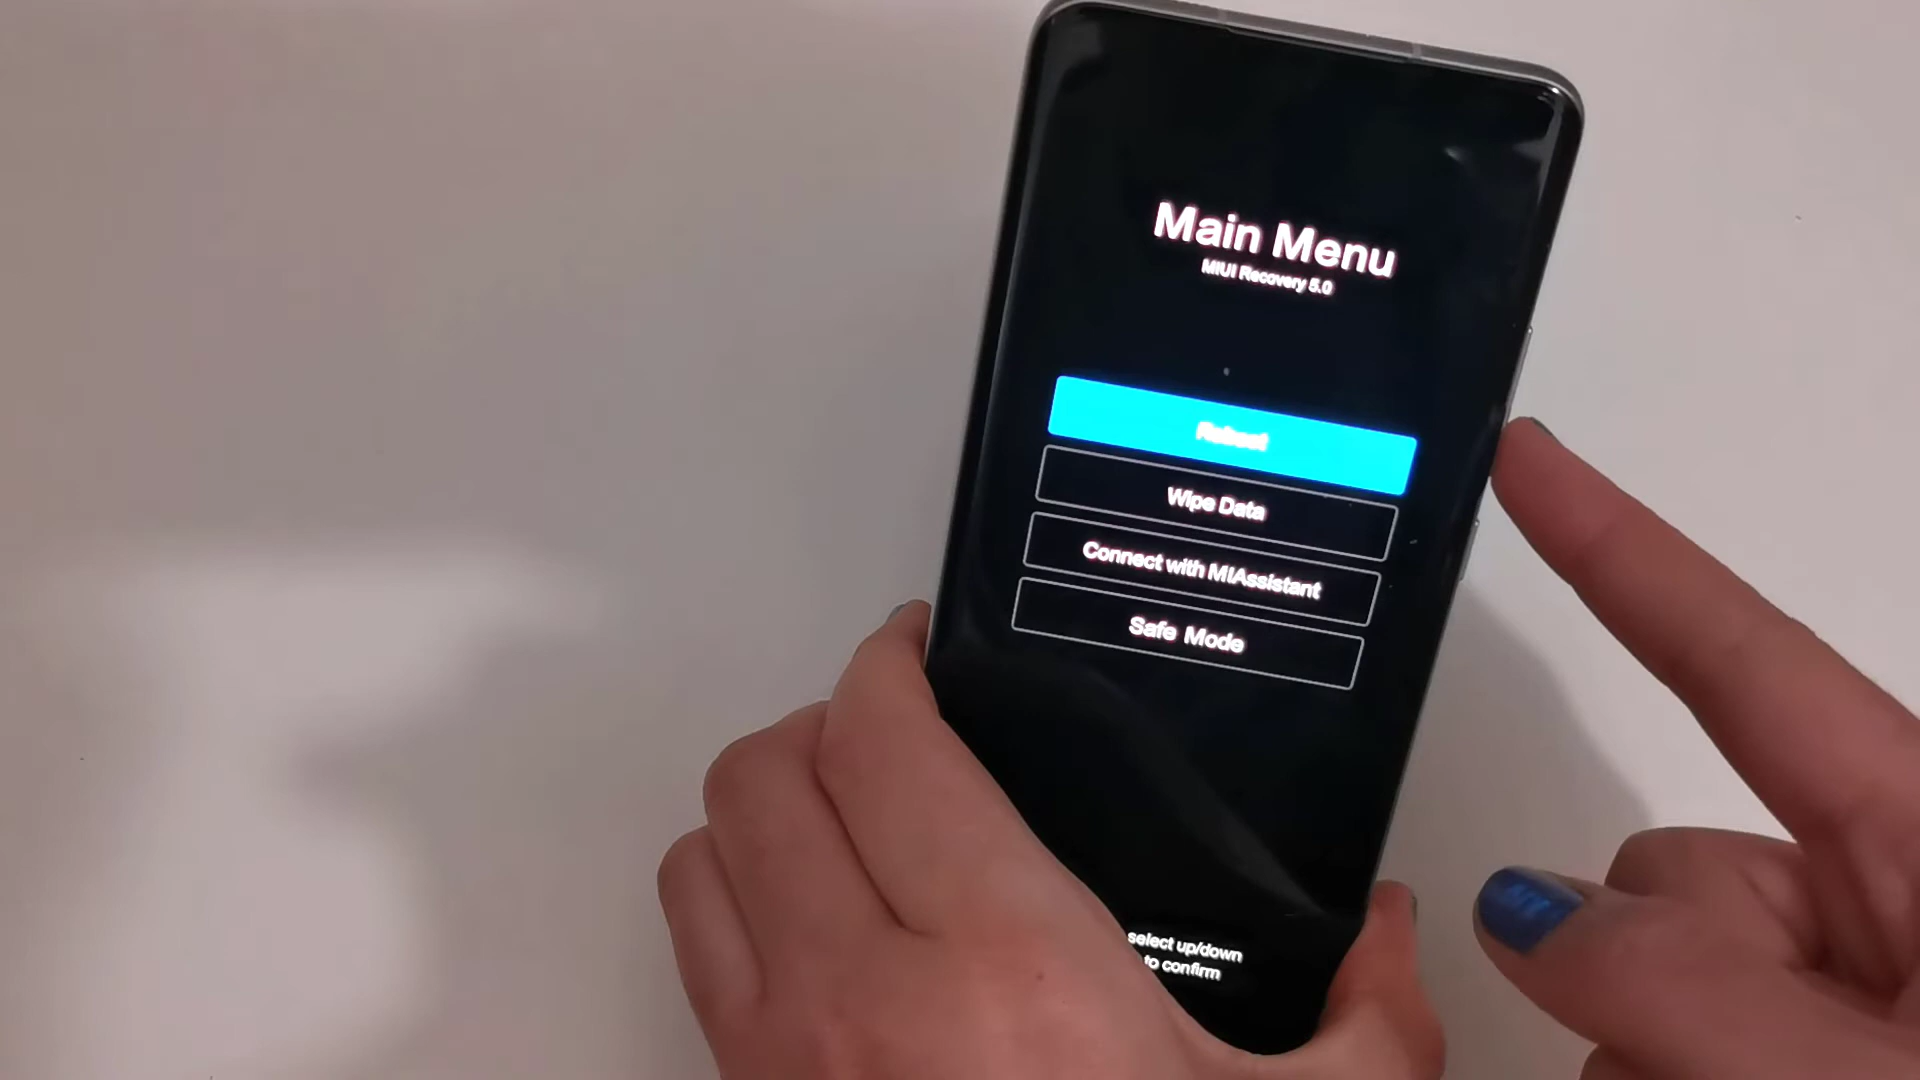 Main Menu
MIUI Recovery 5.0
Reboot
Wipe Data
Connect with MIAssistant
Safe Mode
select up/down
to confirm